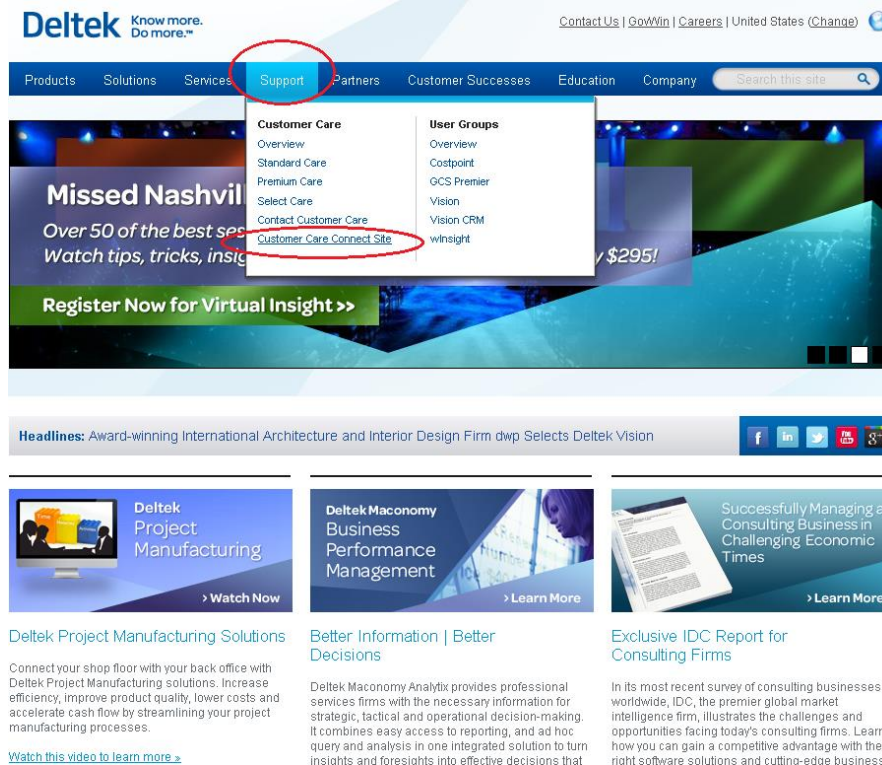 Deltek Know more.
Do more.™
Contact Us | GovWin | Careers | United States (Change)
Products Solutions Services Support Partners Customer Successes Education Company Search this site
Customer Care
Overview
Standard Care
Premium Care
Select Care
Contact Customer Care
Customer Care Connect Site
User Groups
Overview
Costpoint
GCS Premier
Vision
Vision CRM
wInsight
Missed Nashvil
Over 50 of the best ses
Watch tips, tricks, insig y $295!
Register Now for Virtual Insight >>
Headlines: Award-winning International Architecture and Interior Design Firm dwp Selects Deltek Vision
f in You Tube g+
Deltek
Project
Manufacturing
› Watch Now
Deltek Project Manufacturing Solutions
Connect your shop floor with your back office with
Deltek Project Manufacturing solutions. Increase
efficiency, improve product quality, lower costs and
accelerate cash flow by streamlining your project
manufacturing processes.
Watch this video to learn more »
Deltek Maconomy
Business
Performance
Management
› Learn More
Better Information | Better
Decisions
Deltek Maconomy Analytix provides professional
services firms with the necessary information for
strategic, tactical and operational decision-making.
It combines easy access to reporting, and ad hoc
query and analysis in one integrated solution to turn
insights and foresights into effective decisions that
Successfully Managing a
Consulting Business in
Challenging Economic
Times
› Learn More
Exclusive IDC Report for
Consulting Firms
In its most recent survey of consulting businesses
worldwide, IDC, the premier global market
intelligence firm, illustrates the challenges and
opportunities facing today's consulting firms. Learn
how you can gain a competitive advantage with the
right software solutions and cutting-edge business